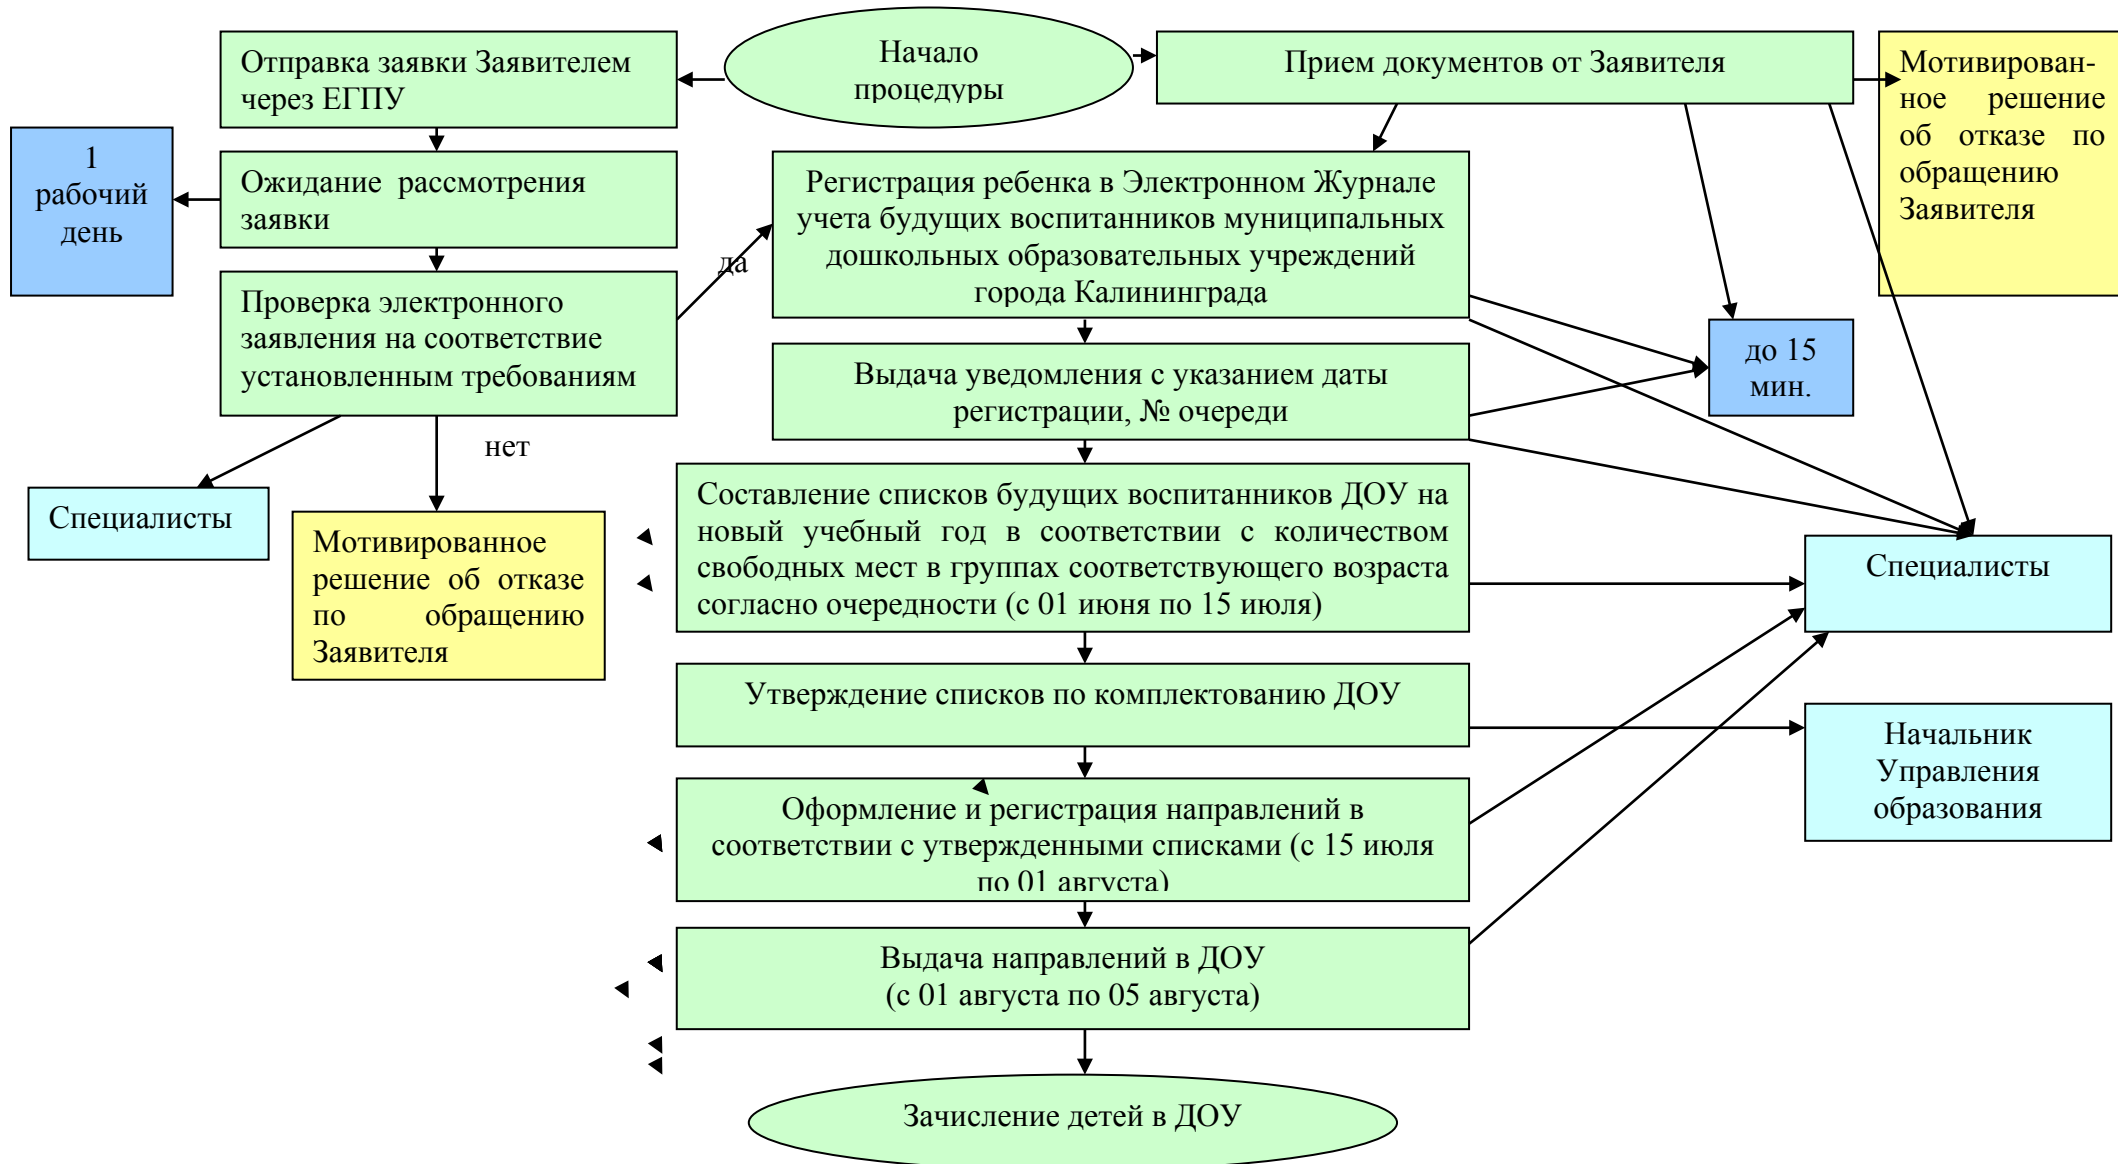 Начало
процедуры
Отправка заявки Заявителем
через ЕГПУ
Прием документов от Заявителя
Мотивирован-
ное решение
об отказе по
обращению
Заявителя
1
рабочий
день
Ожидание рассмотрения
заявки
Регистрация ребенка в Электронном Журнале
учета будущих воспитанников муниципальных
дошкольных образовательных учреждений
города Калининграда
да
Проверка электронного
заявления на соответствие
установленным требованиям
до 15
мин.
Выдача уведомления с указанием даты
регистрации, № очереди
нет
Специалисты
Мотивированное
решение об отказе
по обращению
Заявителя
Составление списков будущих воспитанников ДОУ на
новый учебный год в соответствии с количеством
свободных мест в группах соответствующего возраста
согласно очередности (с 01 июня по 15 июля)
Специалисты
Утверждение списков по комплектованию ДОУ
Начальник
Управления
образования
Оформление и регистрация направлений в
соответствии с утвержденными списками (с 15 июля
по 01 августа)
Выдача направлений в ДОУ
(с 01 августа по 05 августа)
Зачисление детей в ДОУ